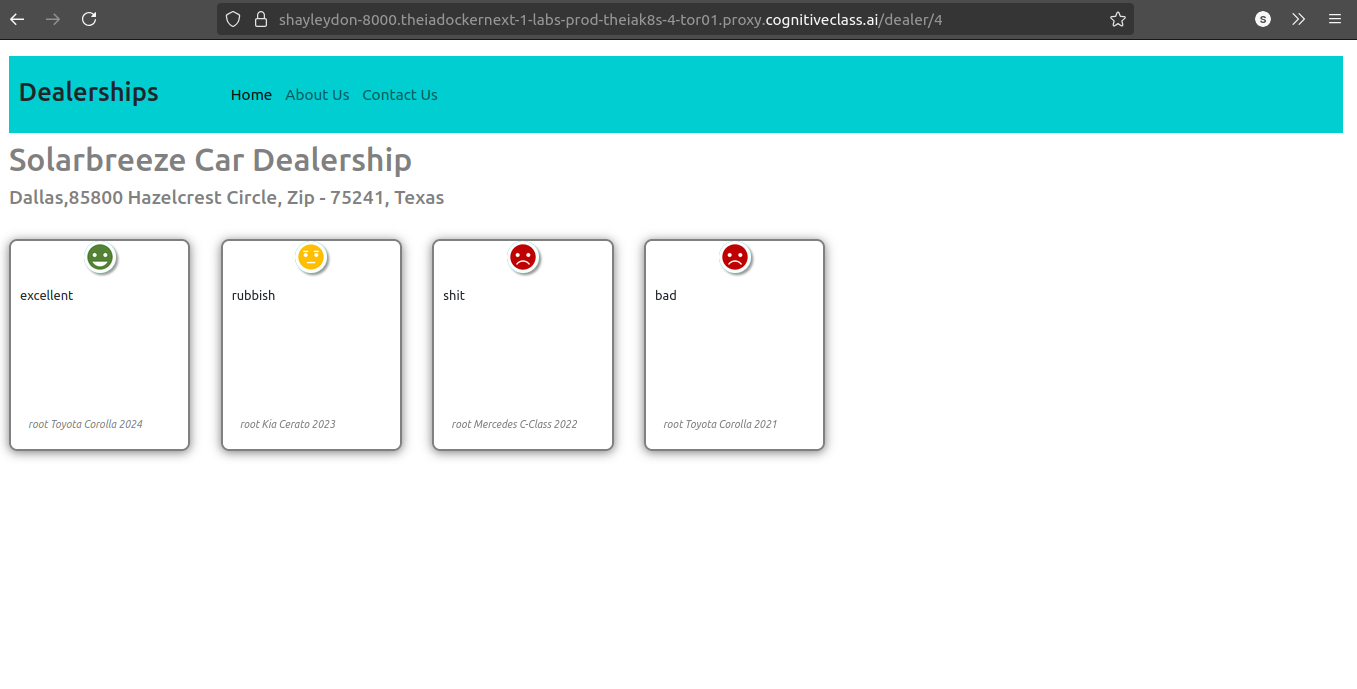 shayleydon-8000.theiadockernext-1-labs-prod-theiak8s-4-tor01.proxy.cognitiveclass.ai/dealer/4
S
Dealerships Home About Us Contact Us
Solarbreeze Car Dealership
Dallas,85800 Hazelcrest Circle, Zip - 75241, Texas
excellent
root Toyota Corolla 2024
rubbish
root Kia Cerato 2023
shit
root Mercedes C-Class 2022
bad
root Toyota Corolla 2021